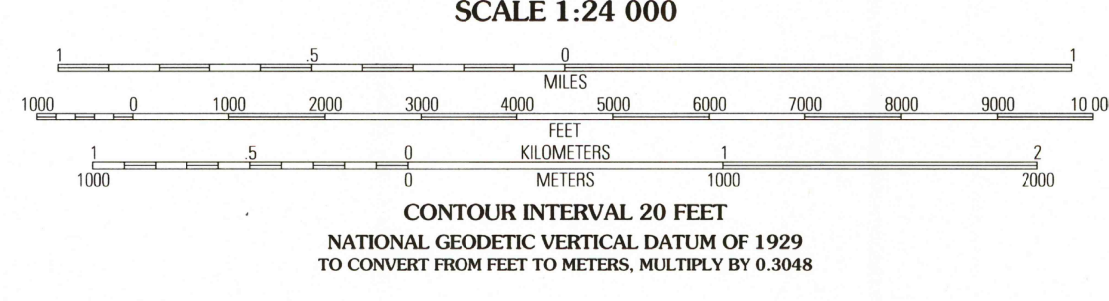 SCALE 1:24 000
1 .5 0 1
MILES
1000 0 1000 2000 3000 4000 5000 6000 7000 8000 9000 10 00
FEET
1 .5 0 KILOMETERS 1 2
1000 0 METERS 1000 2000
CONTOUR INTERVAL 20 FEET
NATIONAL GEODETIC VERTICAL DATUM OF 1929
TO CONVERT FROM FEET TO METERS, MULTIPLY BY 0.3048